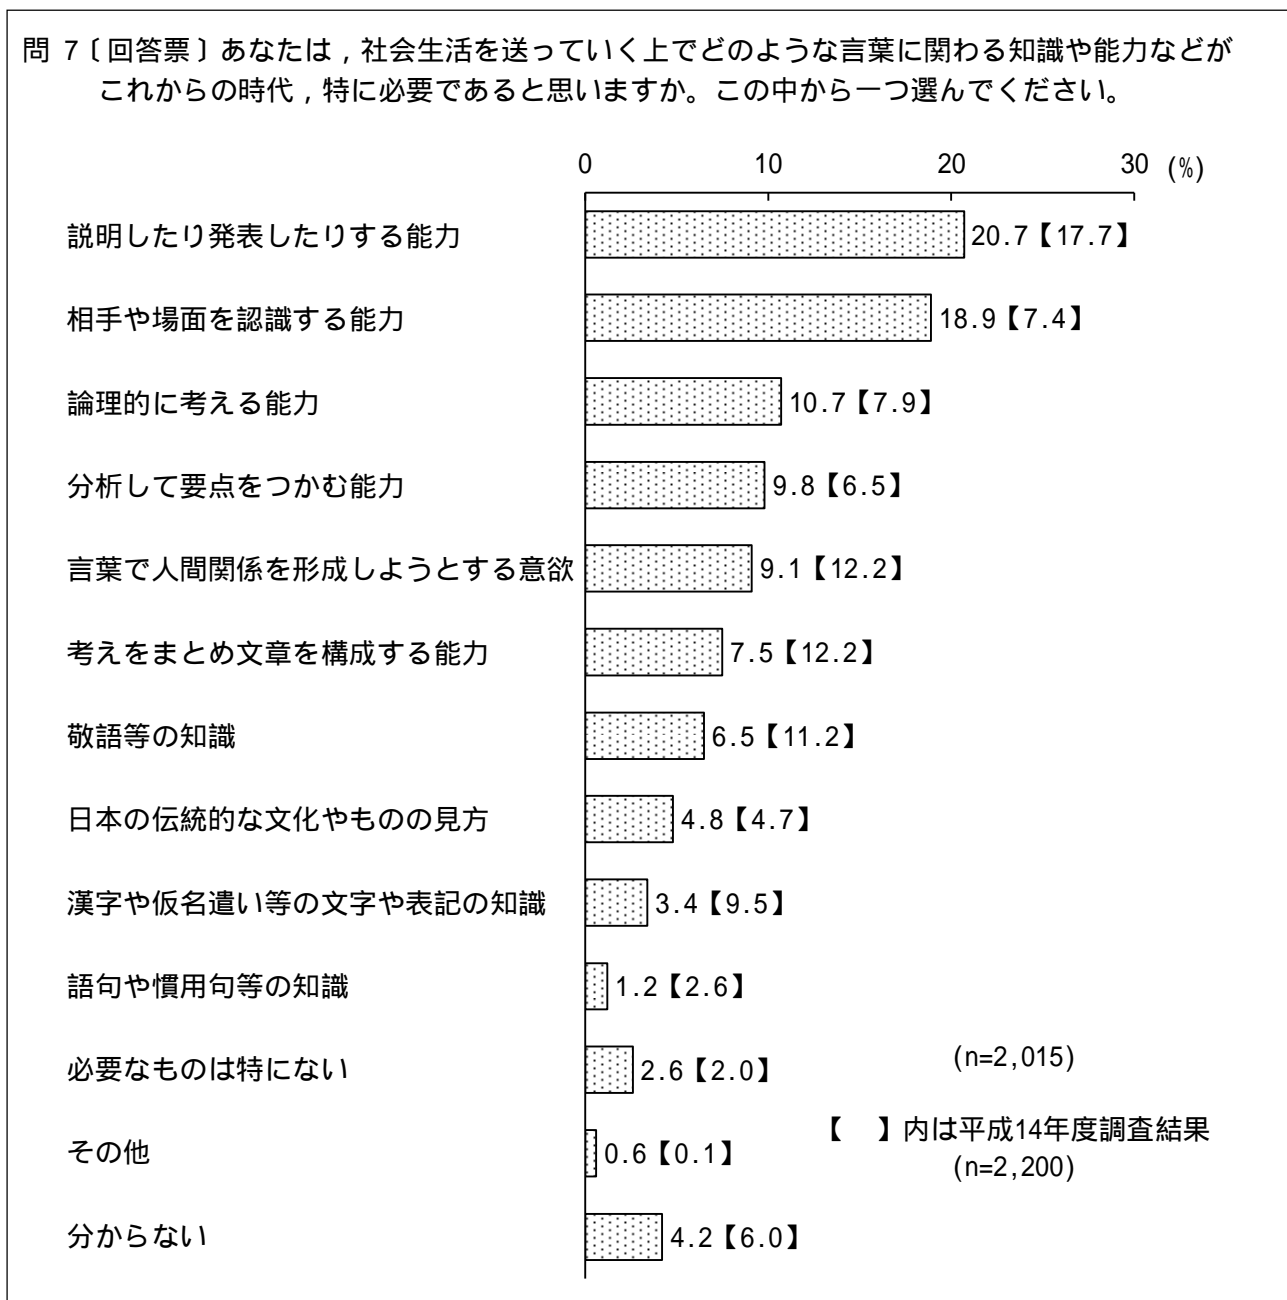 問 7〔回答票〕あなたは，社会生活を送っていく上でどのような言葉に関わる知識や能力などが
これからの時代，特に必要であると思いますか。この中から一つ選んでください。
0 10 20 30 (%)
説明したり発表したりする能力 20.7【17.7】
相手や場面を認識する能力 18.9【7.4】
論理的に考える能力 10.7【7.9】
分析して要点をつかむ能力 9.8【6.5】
言葉で人間関係を形成しようとする意欲 9.1【12.2】
考えをまとめ文章を構成する能力 7.5【12.2】
敬語等の知識 6.5【11.2】
日本の伝統的な文化やものの見方 4.8【4.7】
漢字や仮名遣い等の文字や表記の知識 3.4【9.5】
語句や慣用句等の知識 1.2【2.6】
必要なものは特にない 2.6【2.0】
(n=2,015)
その他 0.6【0.1】
【　】内は平成14年度調査結果
(n=2,200)
分からない 4.2【6.0】